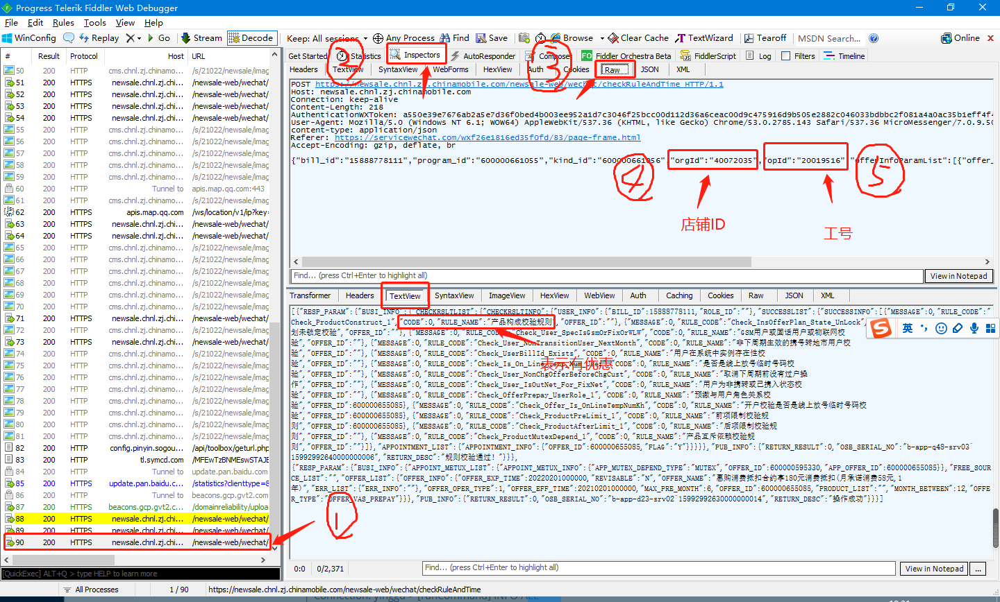 Progress Telerik Fiddler Web Debugger
File Edit Rules Tools View Help
WinConfig Replay Go Stream Decode Keep: All sessions Any Process Find Save Browse Clear Cache TextWizard Tearoff MSDN Search... Online
# Result Protocol Host URL
50 200 HTTP cms.chnl.zj.chinamo... /s/21022/newsale/imag
51 200 HTTPS newsale.chnl.zj.chi... /newsale-web/wechat/
52 200 HTTPS newsale.chnl.zj.chi... /newsale-web/wechat/
53 200 HTTPS newsale.chnl.zj.chi... /newsale-web/wechat/
54 200 HTTPS newsale.chnl.zj.chi... /newsale-web/wechat/
55 200 HTTP cms.chnl.zj.chinamo... /s/21022/newsale/imag
56 200 HTTP cms.chnl.zj.chinamo... /s/21022/newsale/imag
57 200 HTTP cms.chnl.zj.chinamo... /s/21022/newsale/imag
58 200 HTTP cms.chnl.zj.chinamo... /s/21022/newsale/imag
59 200 HTTP cms.chnl.zj.chinamo... /s/21022/newsale/imag
60 200 HTTP Tunnel to apis.map.qq.com:443
61 200 HTTP cms.chnl.zj.chinamo... /s/21022/newsale/imag
62 200 HTTPS apis.map.qq.com /ws/location/v1/ip?key=
63 200 HTTPS newsale.chnl.zj.chi... /newsale-web/wechat/
64 200 HTTPS newsale.chnl.zj.chi... /newsale-web/wechat/
65 200 HTTP cms.chnl.zj.chinamo... /s/21022/newsale/imag
66 200 HTTP cms.chnl.zj.chinamo... /s/21022/newsale/imag
67 200 HTTP cms.chnl.zj.chinamo... /s/21022/newsale/imag
68 200 HTTP cms.chnl.zj.chinamo... /s/21022/newsale/imag
69 200 HTTP cms.chnl.zj.chinamo... /s/21022/newsale/imag
70 200 HTTP cms.chnl.zj.chinamo... /s/21022/newsale/imag
71 200 HTTPS newsale.chnl.zj.chi... /newsale-web/wechat/
72 200 HTTP cms.chnl.zj.chinamo... /s/21022/newsale/imag
73 200 HTTPS newsale.chnl.zj.chi... /newsale-web/wechat/
74 200 HTTP cms.chnl.zj.chinamo... /s/21022/newsale/imag
75 200 HTTP cms.chnl.zj.chinamo... /s/21022/newsale/imag
76 200 HTTP cms.chnl.zj.chinamo... /s/21022/newsale/imag
77 200 HTTP cms.chnl.zj.chinamo... /s/21022/newsale/imag
78 200 HTTP cms.chnl.zj.chinamo... /s/21022/newsale/imag
79 200 HTTP cms.chnl.zj.chinamo... /s/21022/newsale/imag
80 200 HTTP cms.chnl.zj.chinamo... /s/21022/newsale/imag
81 200 HTTP cms.chnl.zj.chinamo... /s/21022/newsale/imag
82 200 HTTP config.pinyin.sogou... /api/toolbox/geturl.php
83 200 HTTP tl.symcd.com /MFEwTzBNMEswSTAJB
84 200 HTTP Tunnel to update.pan.baidu.com
85 200 HTTPS update.pan.baidu.com /statistics?clienttype=8
86 200 HTTP Tunnel to beacons.gcp.gvt2.com
87 200 HTTPS beacons.gcp.gvt2.c... /domainreliability/uploa
88 200 HTTPS newsale.chnl.zj.chi... /newsale-web/wechat/
89 200 HTTPS newsale.chnl.zj.chi... /newsale-web/wechat/
90 200 HTTPS newsale.chnl.zj.chi... /newsale-web/wechat/
①
[QuickExec] ALT+Q > type HELP to learn more
Get Started Statistics Inspectors AutoResponder Composer FO Fiddler Orchestra Beta FiddlerScript Log Filters Timeline
② ③
Headers TextView SyntaxView WebForms HexView Auth Cookies Raw JSON XML
POST https://newsale.chnl.zj.chinamobile.com/newsale-web/wechat/checkRuleAndTime HTTP/1.1
Host: newsale.chnl.zj.chinamobile.com
Connection: keep-alive
Content-Length: 218
AuthenticationWXToken: a550e39e7676ab2a5e7d36f0bed4b003ee952a1d7c3046f25bcc00d112d36a6ceac00d9c475916d9b505e2882c046033bdbbc2f081a4a0ac35b1eff4f4
User-Agent: Mozilla/5.0 (Windows NT 6.1; WOW64) AppleWebKit/537.36 (KHTML, like Gecko) Chrome/53.0.2785.143 Safari/537.36 MicroMessenger/7.0.9.50
content-type: application/json
Referer: https://servicewechat.com/wxf26e1816ed35f0fd/83/page-frame.html
Accept-Encoding: gzip, deflate, br
{"bill_id":"15888778111","program_id":"600000661055","kind_id":"600000661056","orgId":"40072035","opId":"20019516","offerInfoParamList":[{"offer_
④ ⑤
店铺ID
工号
Find... (press Ctrl+Enter to highlight all) View in Notepad
Transformer Headers TextView SyntaxView ImageView HexView WebView Auth Caching Cookies Raw JSON XML
[{"RESP_PARAM":{"BUSI_INFO":{"CHECKRSLTLIST":{"CHECKRSLTINFO":{"USER_INFO":{"BILL_ID":15888778111,"ROLE_ID":""},"SUCCESSLIST":{"SUCCESSINFO":[{"MESSAGE":0,"RULE_CODE":"
Check_ProductConstruct_1","CODE":0,"RULE_NAME":"产品构成校验规则","OFFER_ID":""},{"MESSAGE":0,"RULE_CODE":"Check_InsOfferPlan_State_UnLock",
划未锁定校验","OFFER_ID":""},{"MESSAGE":0,"RULE_CODE":"Check_User_SpecIsGsmOrFixOrWLW","CODE":0,"RULE_NAME":"GSM用户或固话用户或物联网校
验","OFFER_ID":""},{"MESSAGE":0,"RULE_CODE":"Check_User_NonTransitionUser_NextMonth","CODE":0,"RULE_NAME":"非下周期生效的携号转地市用户校
验","OFFER_ID":""},{"MESSAGE":0,"RULE_CODE":"Check_UserBillId_Exists","CODE":0,"RULE_NAME":"用户在系统中实例存在性校
表示有优惠
验","OFFER_ID":""},{"MESSAGE":0,"RULE_CODE":"Check_Is_On_Line_Temp_Num_ "CODE":0,"RULE_NAME":"是否是线上放号临时号码校
验","OFFER_ID":""},{"MESSAGE":0,"RULE_CODE":"Check_User_NonChgOfferBeforeChgCust","CODE":0,"RULE_NAME":"取消下周期前没有过户操
作","OFFER_ID":""},{"MESSAGE":0,"RULE_CODE":"Check_User_IsOutNet_For_FixNet","CODE":0,"RULE_NAME":"用户为非携转或已携入状态校
验","OFFER_ID":""},{"MESSAGE":0,"RULE_CODE":"Check_OfferPrepay_UserRole_1","CODE":0,"RULE_NAME":"预缴与用户角色关系校
验","OFFER_ID":600000655085},{"MESSAGE":0,"RULE_CODE":"Check_Offer_Is_OnLineTempNumKh","CODE":0,"RULE_NAME":"开户校验是否是线上放号临时号码校
验","OFFER_ID":600000655085},{"MESSAGE":0,"RULE_CODE":"Check_ProductPreLimit_1","CODE":0,"RULE_NAME":"前项限制校验规
则","OFFER_ID":600000655085},{"MESSAGE":0,"RULE_CODE":"Check_ProductAfterLimit_1","CODE":0,"RULE_NAME":"后项限制校验规
则","OFFER_ID":""},{"MESSAGE":0,"RULE_CODE":"Check_ProductMutexDepend_1","CODE":0,"RULE_NAME":"产品互斥依赖校验规
则","OFFER_ID":""}]},"APPOINTMENT_LIST":{"APPOINTMENT_INFO":{"OFFER_ID":600000655085,"FLAG":"Y"}}}}},"PUB_INFO":{"RETURN_RESULT":0,"OSB_SERIAL_NO":"b-app-q48-srv03¨
15992992640000000006","RETURN_DESC":"规则校验通过！"}}},
{"RESP_PARAM":{"BUSI_INFO":{"APPOINT_METUX_LIST":{"APPOINT_METUX_INFO":{"APP_MUTEX_DEPEND_TYPE":"MUTEX","OFFER_ID":600000595330,"APP_OFFER_ID":600000655085}},"FREE_SOUR
CE_LIST":"","OFFER_LIST":{"OFFER_INFO":{"OFFER_EXP_TIME":20220201000000,"REVISABLE":"N","OFFER_NAME":"惠购消费抵扣合约享180元消费抵扣(月承诺消费58元,1
年)","ERR_LIST":{"ERR_INFO":""},"OFFER_OPER_TYPE":1,"OFFER_EFF_TIME":20210201000000,"MAX_PRE_MONTH":6,"OFFER_ID":600000655085,"PRODUCT_LIST":"","MONTH_BETWEEN":12,"OFFE
R_TYPE":"OFFER_VAS_PREPAY"}}},"PUB_INFO":{"RETURN_RESULT":0,"OSB_SERIAL_NO":"b-app-d23-srv02¨15992992630000000014","RETURN_DESC":"操作成功"}}}]
英
0:0 0/2,371 Find... (press Ctrl+Enter to highlight all) View in Notepad ...
All Processes 1 / 90 https://newsale.chnl.zj.chinamobile.com/newsale-web/wechat/checkRuleAndTime